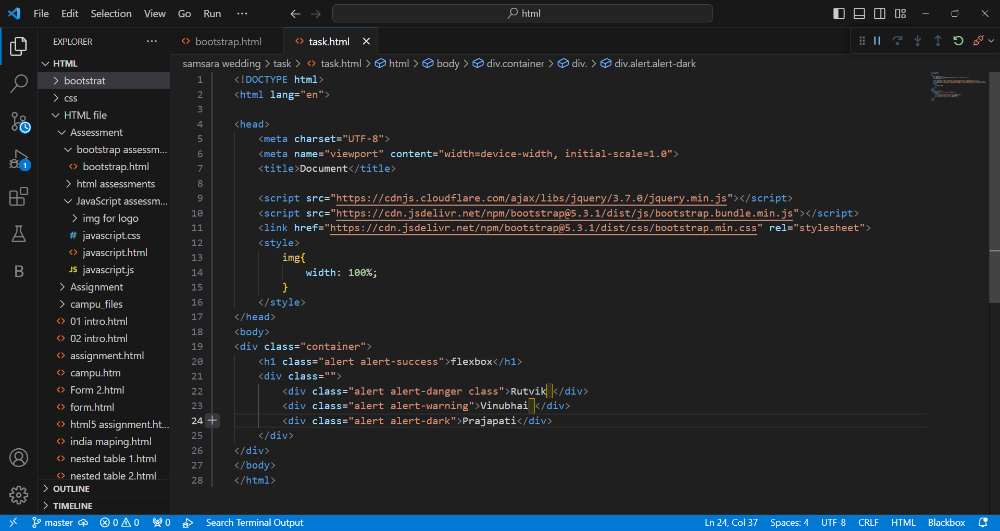 File Edit Selection View Go Run ··· html
EXPLORER ···
bootstrap.html task.html
HTML
samsara wedding > task > task.html > html > body > div.container > div. > div.alert.alert-dark
bootstrat
css
HTML file
Assessment
bootstrap assessm...
bootstrap.html
html assessments
JavaScript assessm...
img for logo
# javascript.css
javascript.html
JS javascript.js
Assignment
campu_files
01 intro.html
02 intro.html
assignment.html
campu.htm
Form 2.html
form.html
html5 assignment.ht...
india maping.html
nested table 1.html
nested table 2.html
OUTLINE
TIMELINE
1
B
1 <!DOCTYPE html>
2 <html lang="en">
3
4 <head>
5 <meta charset="UTF-8">
6 <meta name="viewport" content="width=device-width, initial-scale=1.0">
7 <title>Document</title>
8
9 <script src="https://cdnjs.cloudflare.com/ajax/libs/jquery/3.7.0/jquery.min.js"></script>
10 <script src="https://cdn.jsdelivr.net/npm/bootstrap@5.3.1/dist/js/bootstrap.bundle.min.js"></script>
11 <link href="https://cdn.jsdelivr.net/npm/bootstrap@5.3.1/dist/css/bootstrap.min.css" rel="stylesheet">
12 <style>
13 img{
14 width: 100%;
15 }
16 </style>
17 </head>
18 <body>
19 <div class="container">
20 <h1 class="alert alert-success">flexbox</h1>
21 <div class="">
22 <div class="alert alert-danger class">Rutvik </div>
23 <div class="alert alert-warning">Vinubhai </div>
24 <div class="alert alert-dark">Prajapati</div>
25 </div>
26 </div>
27 </body>
28 </html>
master 0 0 0 Search Terminal Output Ln 24, Col 37 Spaces: 4 UTF-8 CRLF HTML Blackbox